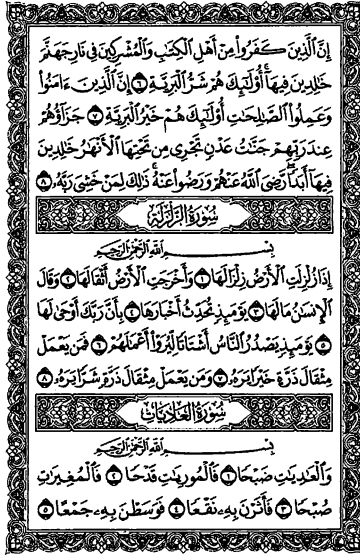 إِنَّ الَّذِينَ كَفَرُوا مِنْ أَهْلِ الْكِتَابِ وَالْمُشْرِكِينَ فِي نَارِ جَهَنَّمَ
خَالِدِينَ فِيهَا أُوْلَٰئِكَ هُمْ شَرُّ الْبَرِيَّةِ ٦ إِنَّ الَّذِينَ ءَامَنُوا
وَعَمِلُوا الصَّالِحَاتِ أُوْلَٰئِكَ هُمْ خَيْرُ الْبَرِيَّةِ ٧ جَزَاؤُهُمْ
عِندَ رَبِّهِمْ جَنَّاتُ عَدْنٍ تَجْرِي مِن تَحْتِهَا الْأَنْهَارُ خَالِدِينَ
فِيهَا أَبَدًا رَّضِيَ اللَّهُ عَنْهُمْ وَرَضُوا عَنْهُ ذَٰلِكَ لِمَنْ خَشِيَ رَبَّهُ ٨
سُورَةُ الزَّلْزَلَةِ
بِسْمِ اللَّهِ الرَّحْمَٰنِ الرَّحِيمِ
إِذَا زُلْزِلَتِ الْأَرْضُ زِلْزَالَهَا ١ وَأَخْرَجَتِ الْأَرْضُ أَثْقَالَهَا ٢ وَقَالَ
الْإِنسَانُ مَا لَهَا ٣ يَوْمَئِذٍ تُحَدِّثُ أَخْبَارَهَا ٤ بِأَنَّ رَبَّكَ أَوْحَىٰ لَهَا
٥ يَوْمَئِذٍ يَصْدُرُ النَّاسُ أَشْتَاتًا لِّيُرَوْا أَعْمَالَهُمْ ٦ فَمَن يَعْمَلْ
مِثْقَالَ ذَرَّةٍ خَيْرًا يَرَهُ ٧ وَمَن يَعْمَلْ مِثْقَالَ ذَرَّةٍ شَرًّا يَرَهُ ٨
سُورَةُ الْعَادِيَاتِ
بِسْمِ اللَّهِ الرَّحْمَٰنِ الرَّحِيمِ
وَالْعَادِيَاتِ ضَبْحًا ١ فَالْمُورِيَاتِ قَدْحًا ٢ فَالْمُغِيرَاتِ
صُبْحًا ٣ فَأَثَرْنَ بِهِ نَقْعًا ٤ فَوَسَطْنَ بِهِ جَمْعًا ٥